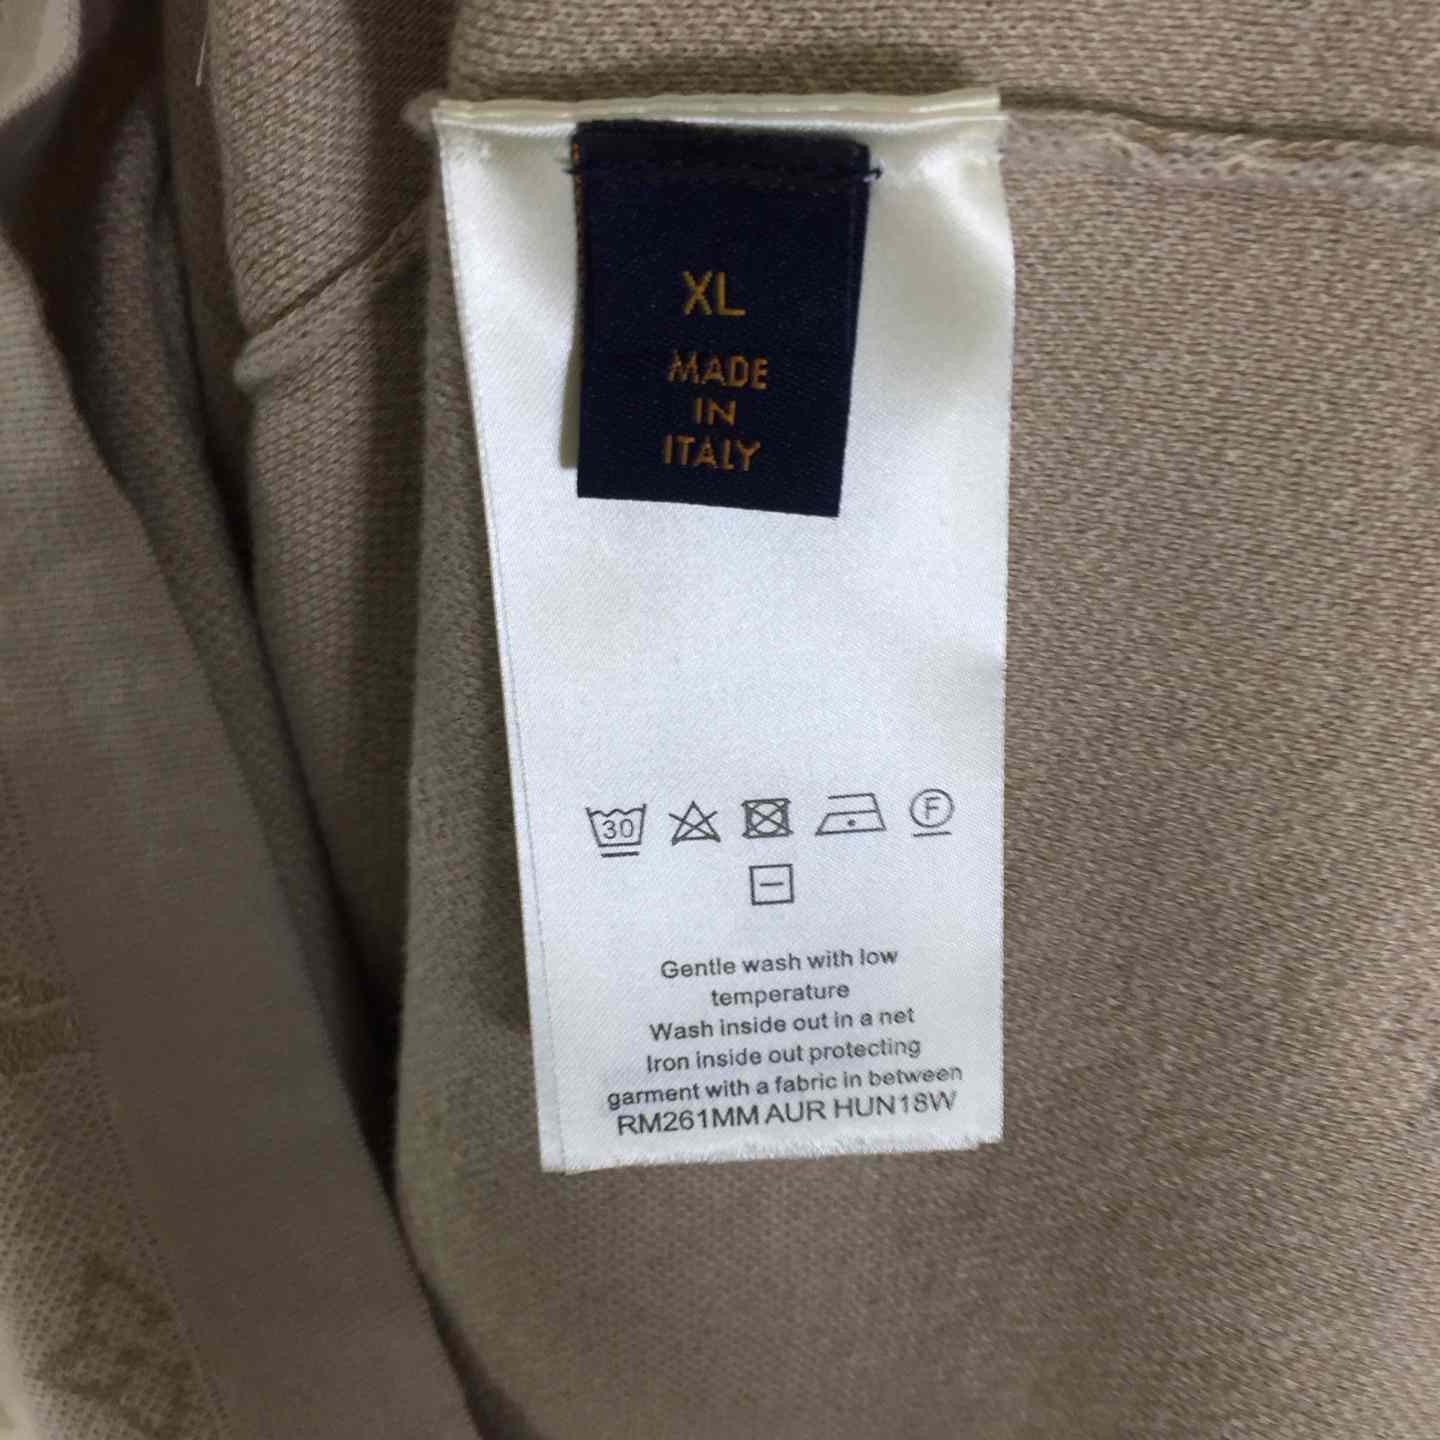 XL
MADE
IN
ITALY
30
F
Gentle wash with low
temperature
Wash inside out in a net
Iron inside out protecting
garment with a fabric in between
RM261MM AUR HUN18W